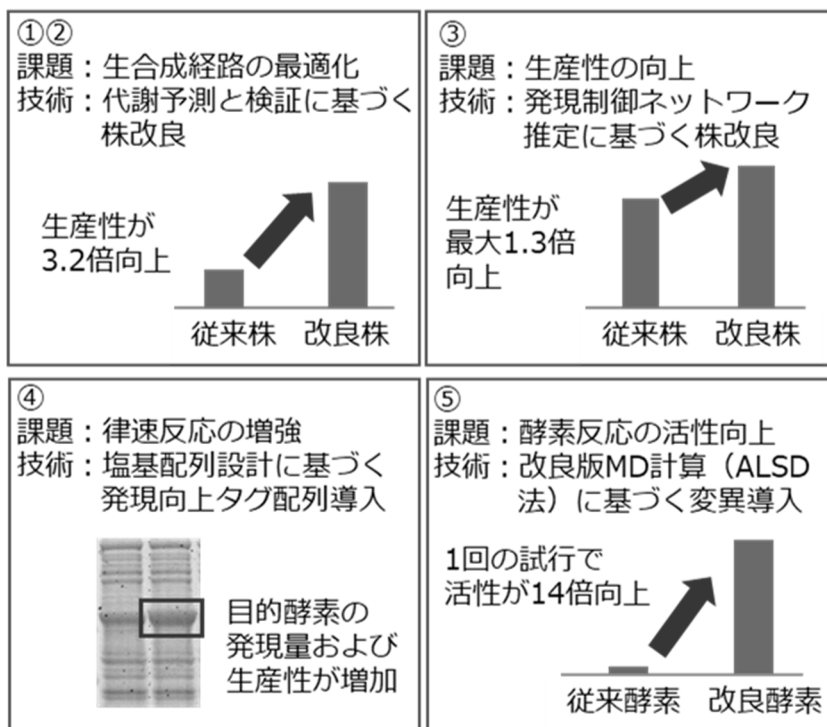 ①②
課題：生合成経路の最適化
技術：代謝予測と検証に基づく
株改良
生産性が
3.2倍向上
従来株 改良株
③
課題：生産性の向上
技術：発現制御ネットワーク
推定に基づく株改良
生産性が
最大1.3倍
向上
従来株 改良株
④
課題：律速反応の増強
技術：塩基配列設計に基づく
発現向上タグ配列導入
目的酵素の
発現量および
生産性が増加
⑤
課題：酵素反応の活性向上
技術：改良版MD計算（ALSD
法）に基づく変異導入
1回の試行で
活性が14倍向上
従来酵素 改良酵素